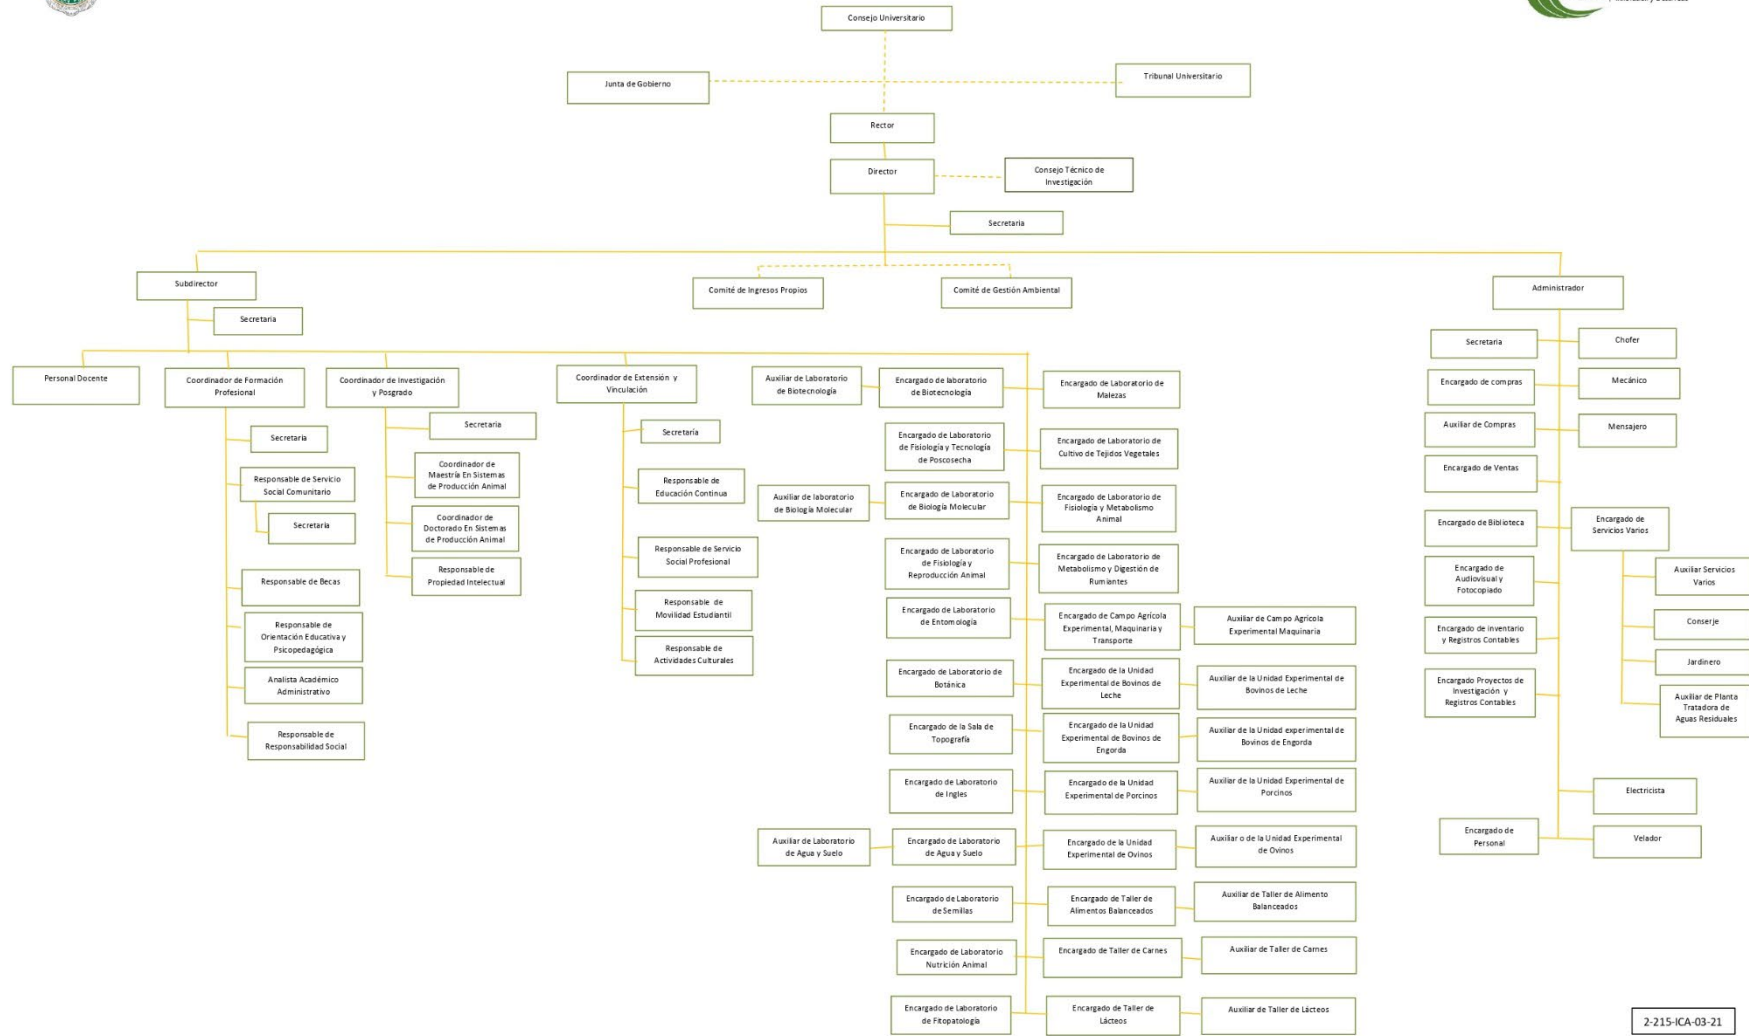 Consejo Universitario
Junta de Gobierno
Tribunal Universitario
Rector
Director
Consejo Técnico de
Investigación
Secretaria
Subdirector
Secretaria
Comité de Ingresos Propios
Comité de Gestión Ambiental
Administrador
Personal Docente
Coordinador de Formación
Profesional
Secretaria
Responsable de Servicio
Social Comunitario
Secretaria
Responsable de Becas
Responsable de
Orientación Educativa y
Psicopedagógica
Analista Académico
Administrativo
Responsable de
Responsabilidad Social
Coordinador de Investigación
y Posgrado
Secretaria
Coordinador de
Maestría En Sistemas
de Producción Animal
Coordinador de
Doctorado En Sistemas
de Producción Animal
Responsable de
Propiedad Intelectual
Coordinador de Extensión y
Vinculación
Secretaría
Responsable de
Educación Continua
Responsable de Servicio
Social Profesional
Responsable de
Movilidad Estudiantil
Responsable de
Actividades Culturales
Auxiliar de Laboratorio
de Biotecnología
Encargado de laboratorio
de Biotecnología
Encargado de Laboratorio de
Malezas
Encargado de Laboratorio
de Fisiología y Tecnología
de Poscosecha
Encargado de Laboratorio de
Cultivo de Tejidos Vegetales
Auxiliar de laboratorio
de Biología Molecular
Encargado de Laboratorio
de Biología Molecular
Encargado de Laboratorio de
Fisiología y Metabolismo
Animal
Encargado de Laboratorio
de Fisiología y
Reproducción Animal
Encargado de Laboratorio de
Metabolismo y Digestión de
Rumiantes
Encargado de Laboratorio
de Entomología
Encargado de Campo Agrícola
Experimental, Maquinaria y
Transporte
Auxiliar de Campo Agrícola
Experimental Maquinaria
Encargado de Laboratorio de
Botánica
Encargado de la Unidad
Experimental de Bovinos de
Leche
Auxiliar de la Unidad Experimental de
Bovinos de Leche
Encargado de la Sala de
Topografía
Encargado de la Unidad
Experimental de Bovinos de
Engorda
Auxiliar de la Unidad experimental de
Bovinos de Engorda
Encargado de Laboratorio
de Ingles
Encargado de la Unidad
Experimental de Porcinos
Auxiliar de la Unidad Experimental de
Porcinos
Auxiliar de Laboratorio
de Agua y Suelo
Encargado de Laboratorio
de Agua y Suelo
Encargado de la Unidad
Experimental de Ovinos
Auxiliar o de la Unidad Experimental
de Ovinos
Encargado de Laboratorio
de Semillas
Encargado de Taller de
Alimentos Balanceados
Auxiliar de Taller de Alimento
Balanceados
Encargado de Laboratorio
Nutrición Animal
Encargado de Taller de Carnes
Auxiliar de Taller de Carnes
Encargado de Laboratorio
de Fitopatología
Encargado de Taller de
Lácteos
Auxiliar de Taller de Lácteos
Secretaria
Chofer
Encargado de compras
Mecánico
Auxiliar de Compras
Mensajero
Encargado de Ventas
Encargado de Biblioteca
Encargado de
Servicios Varios
Encargado de
Audiovisual y
Fotocopiado
Auxiliar Servicios
Varios
Encargado de inventario
y Registros Contables
Conserje
Jardinero
Encargado Proyectos de
Investigación y
Registros Contables
Auxiliar de Planta
Tratadora de
Aguas Residuales
Electricista
Encargado de
Personal
Velador
2-215-ICA-03-21